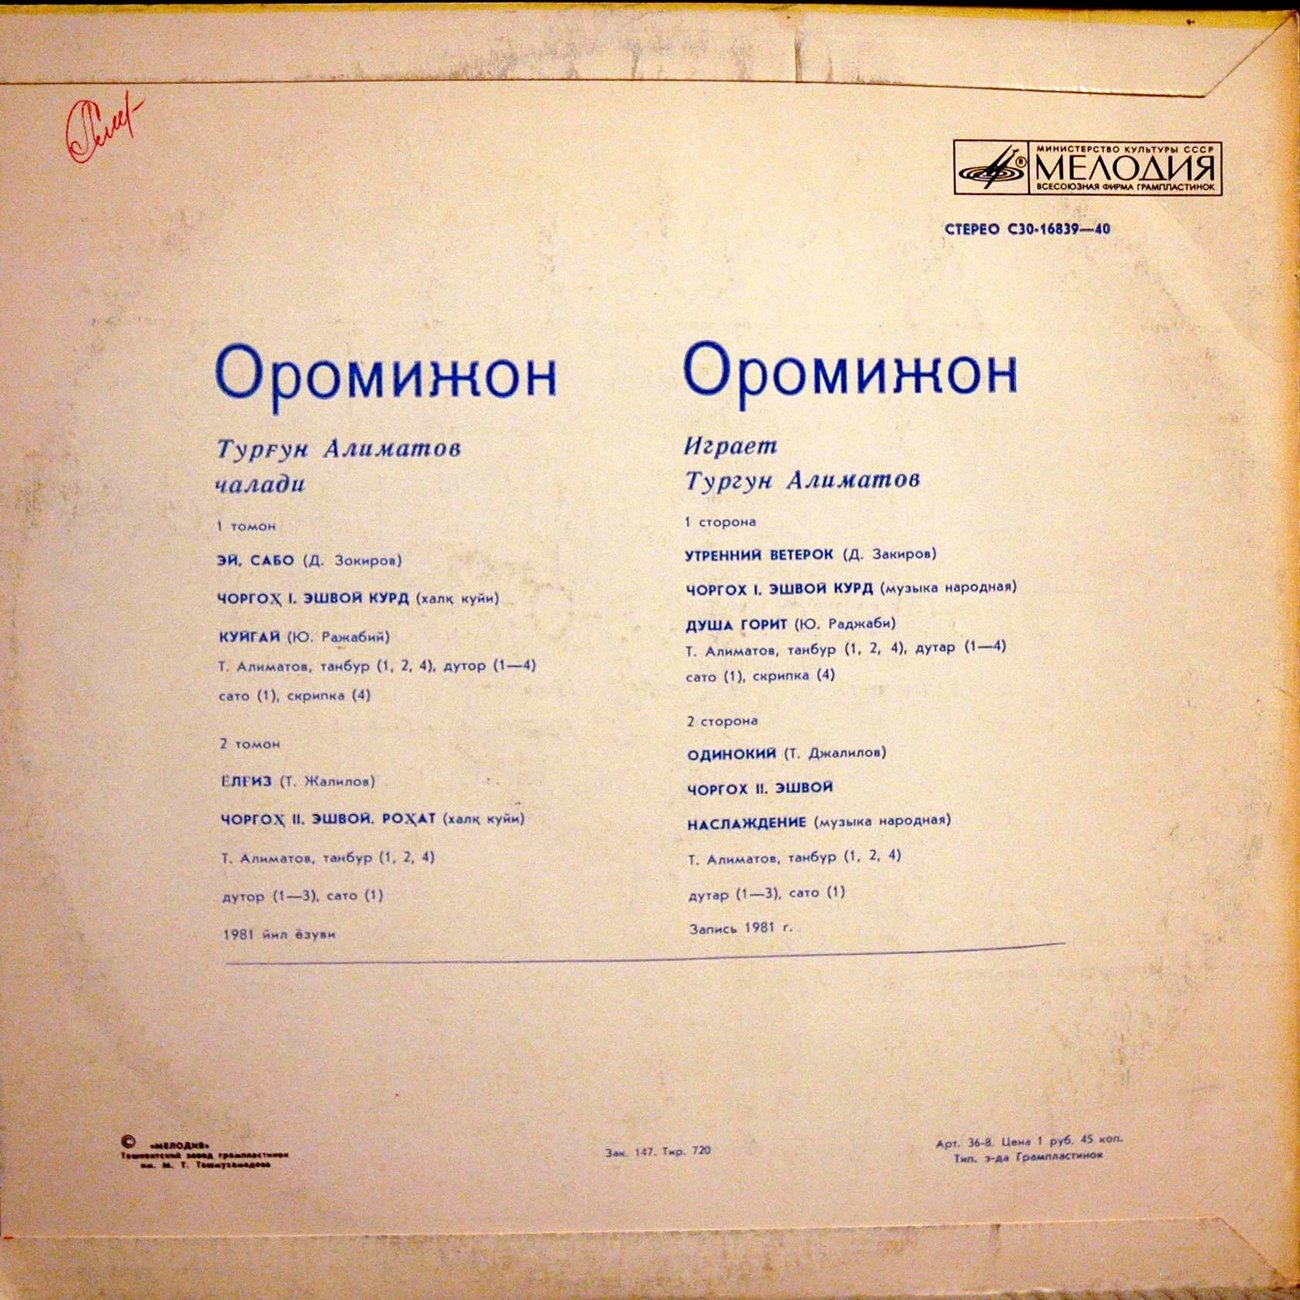 МИНИСТЕРСТВО КУЛЬТУРЫ СССР
МЕЛОДИЯ
ВСЕСОЮЗНАЯ ФИРМА ГРАМПЛАСТИНОК
СТЕРЕО С30-16839—40
Оромижон
Турғун Алиматов
чалади
1 томон
ЭЙ, САБО (Д. Зокиров)
ЧОРГОҲ I. ЭШВОЙ КУРД (халқ куйи)
КУЙГАЙ (Ю. Ражабий)
Т. Алиматов, танбур (1, 2, 4), дутор (1—4)
сато (1), скрипка (4)
2 томон
ЁЛҒИЗ (Т. Жалилов)
ЧОРГОҲ II. ЭШВОЙ. РОҲАТ (халқ куйи)
Т. Алиматов, танбур (1, 2, 4)
дутор (1—3), сато (1)
1981 йил ёзуви
Оромижон
Играет
Тургун Алиматов
1 сторона
УТРЕННИЙ ВЕТЕРОК (Д. Закиров)
ЧОРГОХ I. ЭШВОЙ КУРД (музыка народная)
ДУША ГОРИТ (Ю. Раджаби)
Т. Алиматов, танбур (1, 2, 4), дутар (1—4)
сато (1), скрипка (4)
2 сторона
ОДИНОКИЙ (Т. Джалилов)
ЧОРГОХ II. ЭШВОЙ
НАСЛАЖДЕНИЕ (музыка народная)
Т. Алиматов, танбур (1, 2, 4)
дутар (1—3), сато (1)
Запись 1981 г.
© «МЕЛОДИЯ»
Ташкентский завод грампластинок
им. М. Т. Ташмухамедова
Зак. 147. Тир. 720
Арт. 36-8. Цена 1 руб. 45 коп.
Тип. з-да Грампластинок